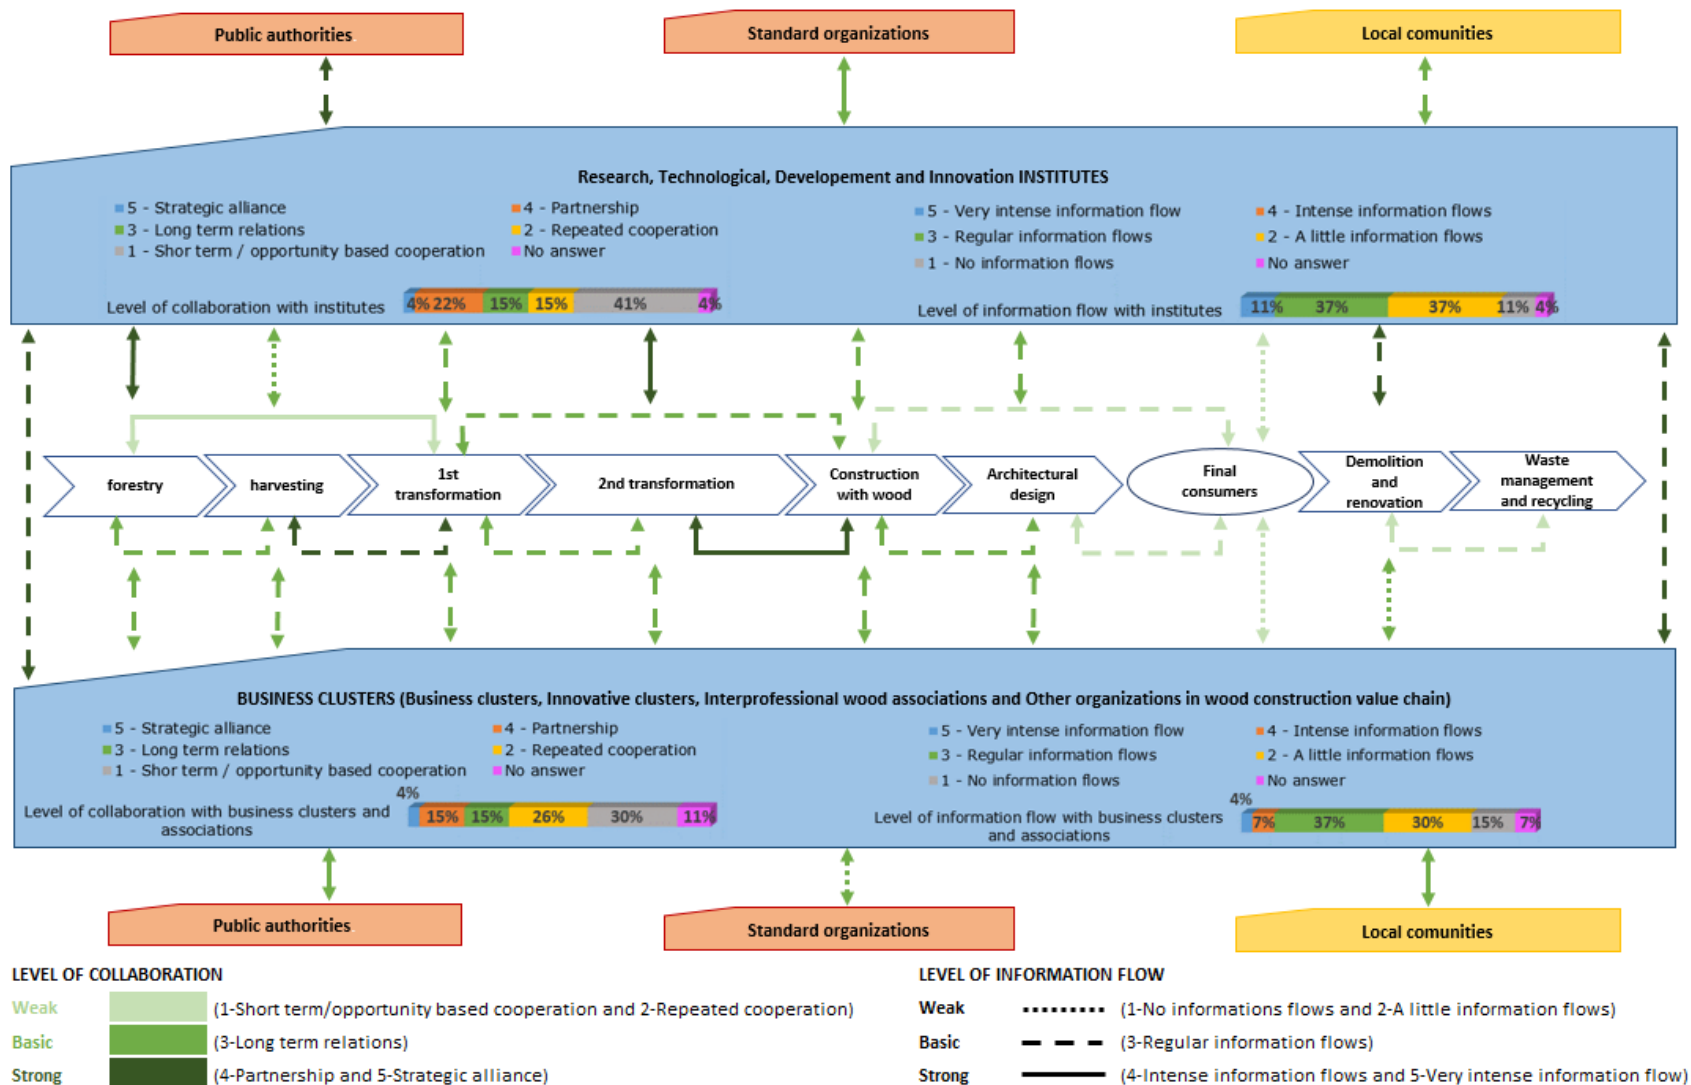 Public authorities
Standard organizations
Local comunities
Research, Technological, Developement and Innovation INSTITUTES
5 - Strategic alliance
4 - Partnership
3 - Long term relations
2 - Repeated cooperation
1 - Shor term / opportunity based cooperation
No answer
Level of collaboration with institutes
4% 22% 15% 15% 41% 4%
5 - Very intense information flow
4 - Intense information flows
3 - Regular information flows
2 - A little information flows
1 - No information flows
No answer
Level of information flow with institutes
11% 37% 37% 11% 4%
forestry
harvesting
1st
transformation
2nd transformation
Construction
with wood
Architectural
design
Final
consumers
Demolition
and
renovation
Waste
management
and recycling
BUSINESS CLUSTERS (Business clusters, Innovative clusters, Interprofessional wood associations and Other organizations in wood construction value chain)
5 - Strategic alliance
4 - Partnership
3 - Long term relations
2 - Repeated cooperation
1 - Shor term / opportunity based cooperation
No answer
4%
Level of collaboration with business clusters and
associations
15% 15% 26% 30% 11%
5 - Very intense information flow
4 - Intense information flows
3 - Regular information flows
2 - A little information flows
1 - No information flows
No answer
4%
Level of information flow with business clusters
and associations
7% 37% 30% 15% 7%
Public authorities
Standard organizations
Local comunities
LEVEL OF COLLABORATION
Weak (1-Short term/opportunity based cooperation and 2-Repeated cooperation)
Basic (3-Long term relations)
Strong (4-Partnership and 5-Strategic alliance)
LEVEL OF INFORMATION FLOW
Weak (1-No informations flows and 2-A little information flows)
Basic (3-Regular information flows)
Strong (4-Intense information flows and 5-Very intense information flow)